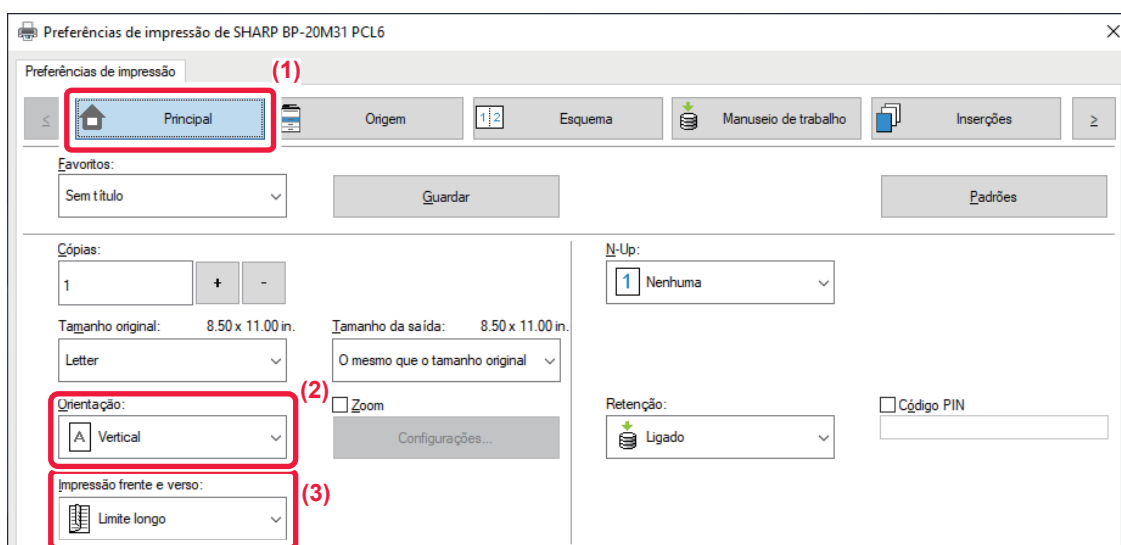 Preferências de impressão de SHARP BP-20M31 PCL6
Preferências de impressão
(1)
< Principal Origem 1 2 Esquema Manuseio de trabalho Inserções >
Favoritos:
Sem título Guardar Padrões
Cópias: N-Up:
1 + - 1 Nenhuma
Tamanho original: 8.50 x 11.00 in. Tamanho da saída: 8.50 x 11.00 in.
Letter O mesmo que o tamanho original
(2)
Orientação: Zoom Retenção: Código PIN
A Vertical Configurações... Ligado
Impressão frente e verso: (3)
Limite longo